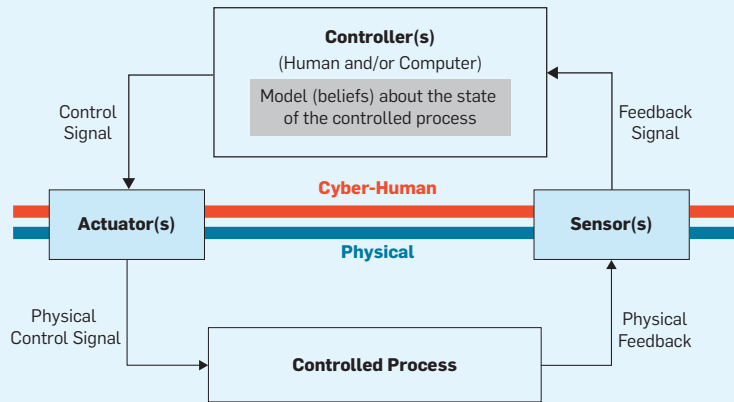 Controller(s)
(Human and/or Computer)
Model (beliefs) about the state
of the controlled process
Control
Signal
Feedback
Signal
Cyber-Human
Actuator(s)
Sensor(s)
Physical
Physical
Control Signal
Physical
Feedback
Controlled Process